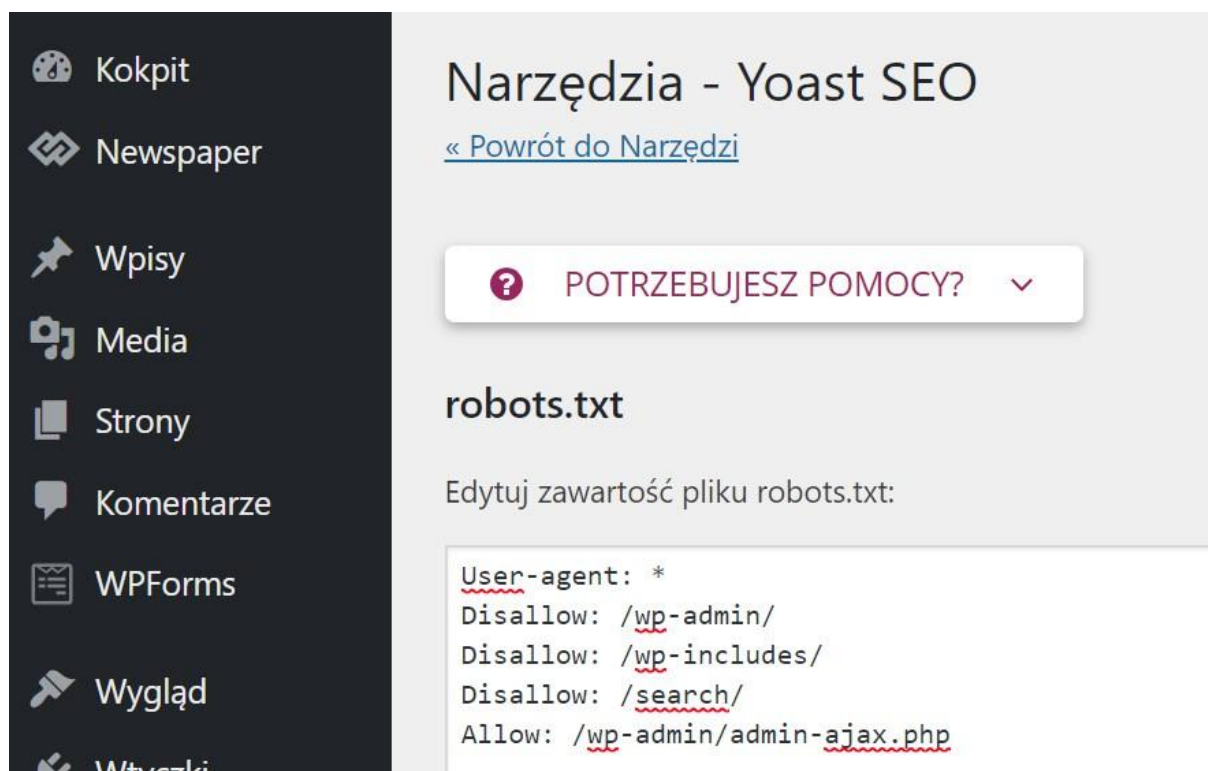 Kokpit
Newspaper
Wpisy
Media
Strony
Komentarze
WPForms
Wygląd
Wtyczki
Narzędzia - Yoast SEO
« Powrót do Narzędzi
POTRZEBUJESZ POMOCY?
robots.txt
Edytuj zawartość pliku robots.txt:
User-agent: *
Disallow: /wp-admin/
Disallow: /wp-includes/
Disallow: /search/
Allow: /wp-admin/admin-ajax.php